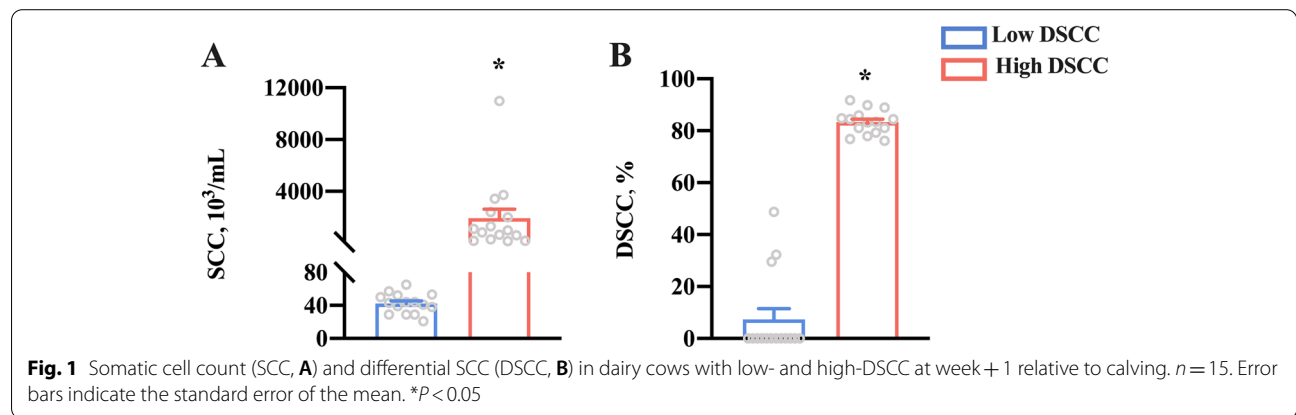 A
B
Low DSCC
High DSCC
*
*
SCC, 10³/mL
12000
8000
4000
80
40
0
DSCC, %
100
80
60
40
20
0
Fig. 1 Somatic cell count (SCC, A) and differential SCC (DSCC, B) in dairy cows with low- and high-DSCC at week + 1 relative to calving. n = 15. Error
bars indicate the standard error of the mean. *P < 0.05